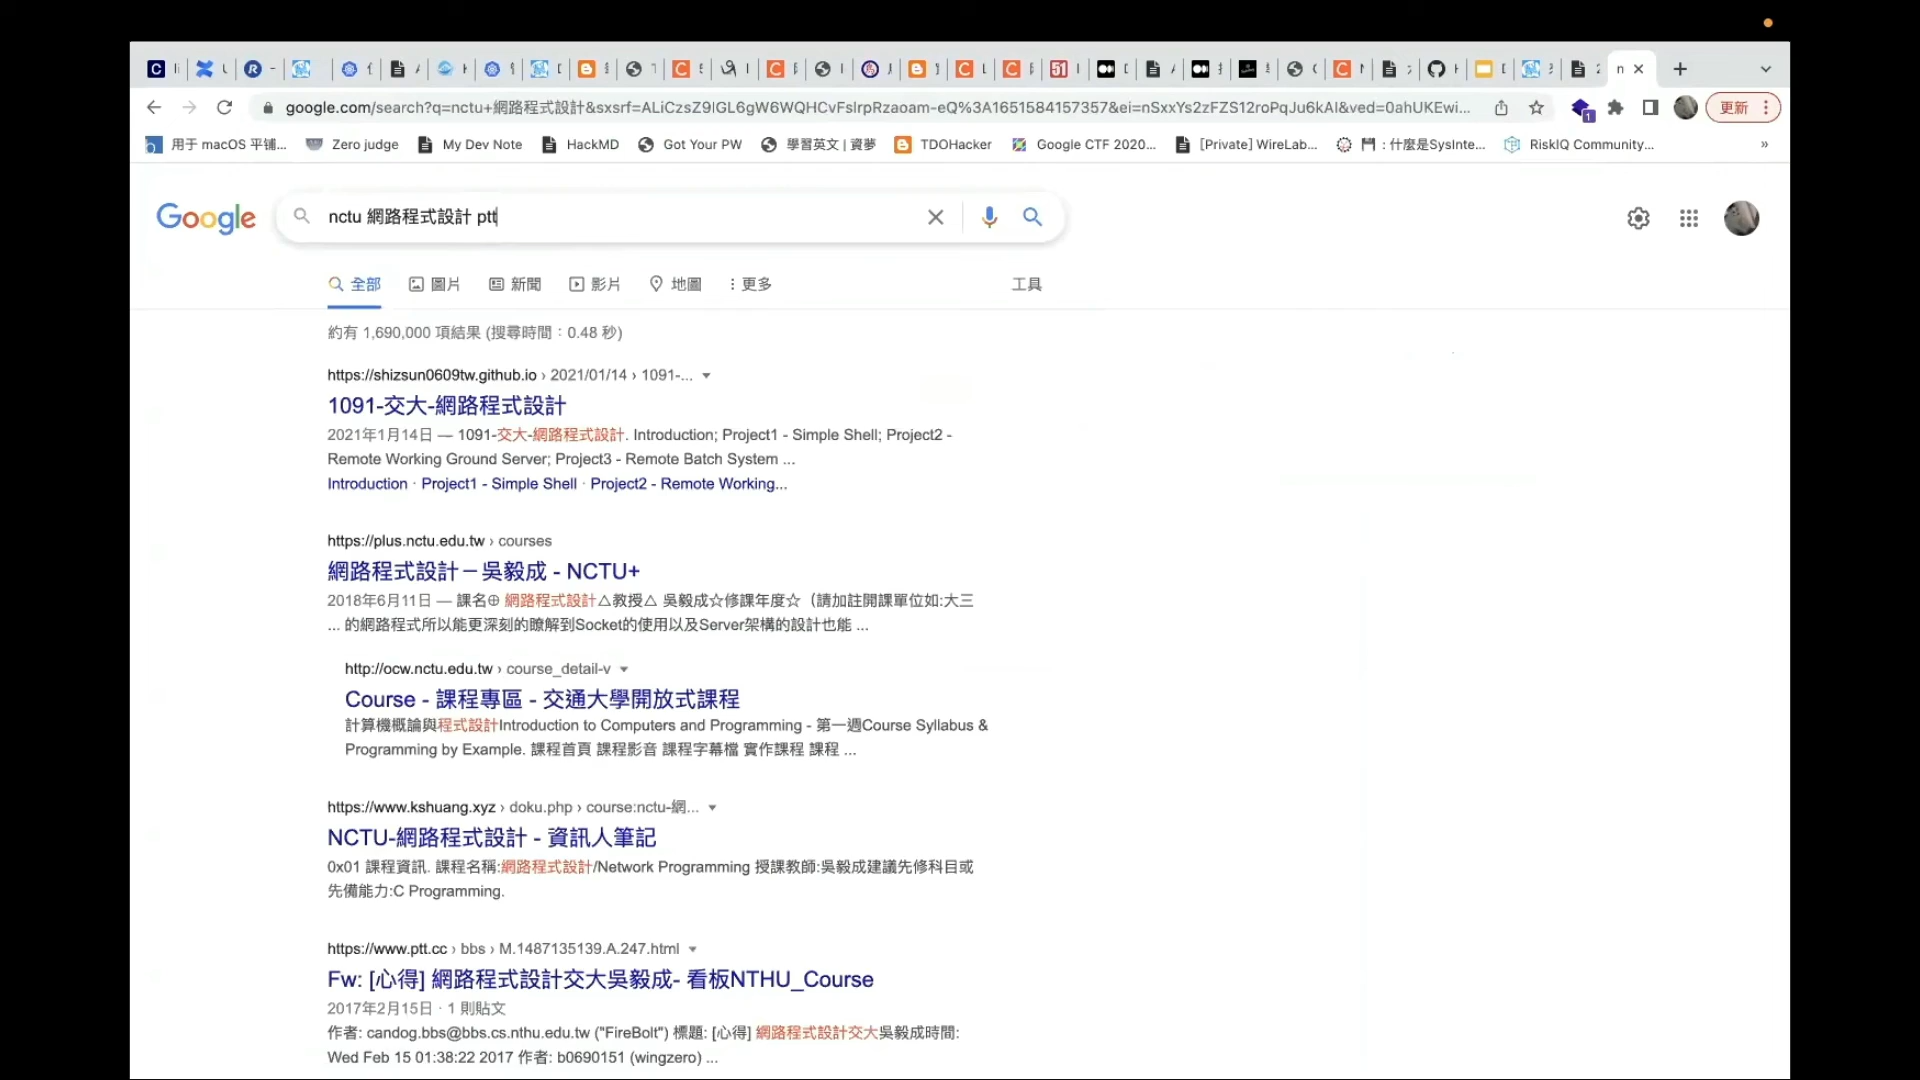 google.com/search?q=nctu+網路程式設計&sxsrf=ALiCzsZ9IGL6gW6WQHCvFslrpRzaoam-eQ%3A1651584157357&ei=nSxxYs2zFZS12roPqJu6kAI&ved=0ahUKEwi...
更新
用于 macOS 平铺...
Zero judge
My Dev Note
HackMD
Got Your PW
學習英文 | 資夢
TDOHacker
Google CTF 2020...
[Private] WireLab...
: 什麼是SysInte...
RiskIQ Community...
»
Google
nctu 網路程式設計 ptt
全部
圖片
新聞
影片
地圖
更多
工具
約有 1,690,000 項結果 (搜尋時間：0.48 秒)
https://shizsun0609tw.github.io › 2021/01/14 › 1091-...
1091-交大-網路程式設計
2021年1月14日 — 1091-交大-網路程式設計. Introduction; Project1 - Simple Shell; Project2 -
Remote Working Ground Server; Project3 - Remote Batch System ...
Introduction · Project1 - Simple Shell · Project2 - Remote Working...
https://plus.nctu.edu.tw › courses
網路程式設計－吳毅成 - NCTU+
2018年6月11日 — 課名⊕ 網路程式設計△教授△ 吳毅成☆修課年度☆（請加註開課單位如:大三
... 的網路程式所以能更深刻的瞭解到Socket的使用以及Server架構的設計也能 ...
http://ocw.nctu.edu.tw › course_detail-v
Course - 課程專區 - 交通大學開放式課程
計算機概論與程式設計Introduction to Computers and Programming - 第一週Course Syllabus &
Programming by Example. 課程首頁 課程影音 課程字幕檔 實作課程 課程 ...
https://www.kshuang.xyz › doku.php › course:nctu-網...
NCTU-網路程式設計 - 資訊人筆記
0x01 課程資訊. 課程名稱:網路程式設計/Network Programming 授課教師:吳毅成建議先修科目或
先備能力:C Programming.
https://www.ptt.cc › bbs › M.1487135139.A.247.html
Fw: [心得] 網路程式設計交大吳毅成- 看板NTHU_Course
2017年2月15日 · 1 則貼文
作者: candog.bbs@bbs.cs.nthu.edu.tw ("FireBolt") 標題: [心得] 網路程式設計交大吳毅成時間:
Wed Feb 15 01:38:22 2017 作者: b0690151 (wingzero) ...